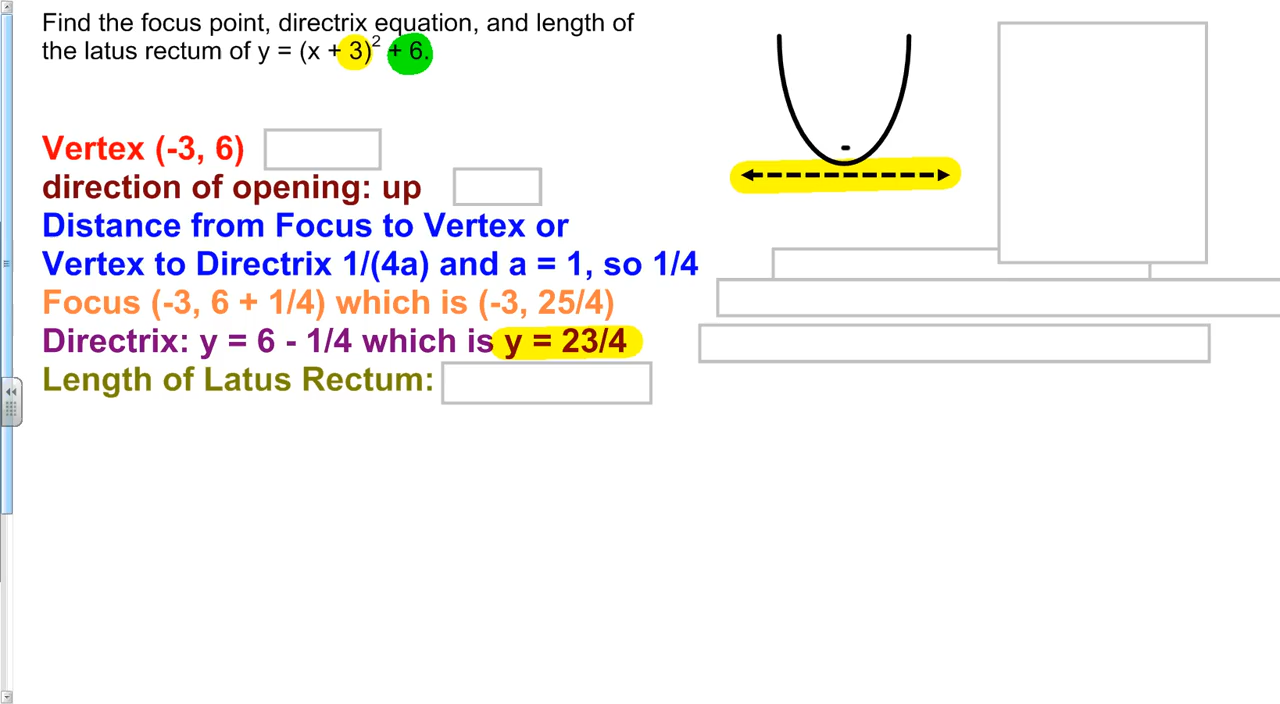 Find the focus point, directrix equation, and length of
the latus rectum of y = (x + 3)² + 6.
Vertex (-3, 6)
direction of opening: up
Distance from Focus to Vertex or
Vertex to Directrix 1/(4a) and a = 1, so 1/4
Focus (-3, 6 + 1/4) which is (-3, 25/4)
Directrix: y = 6 - 1/4 which is y = 23/4
Length of Latus Rectum: